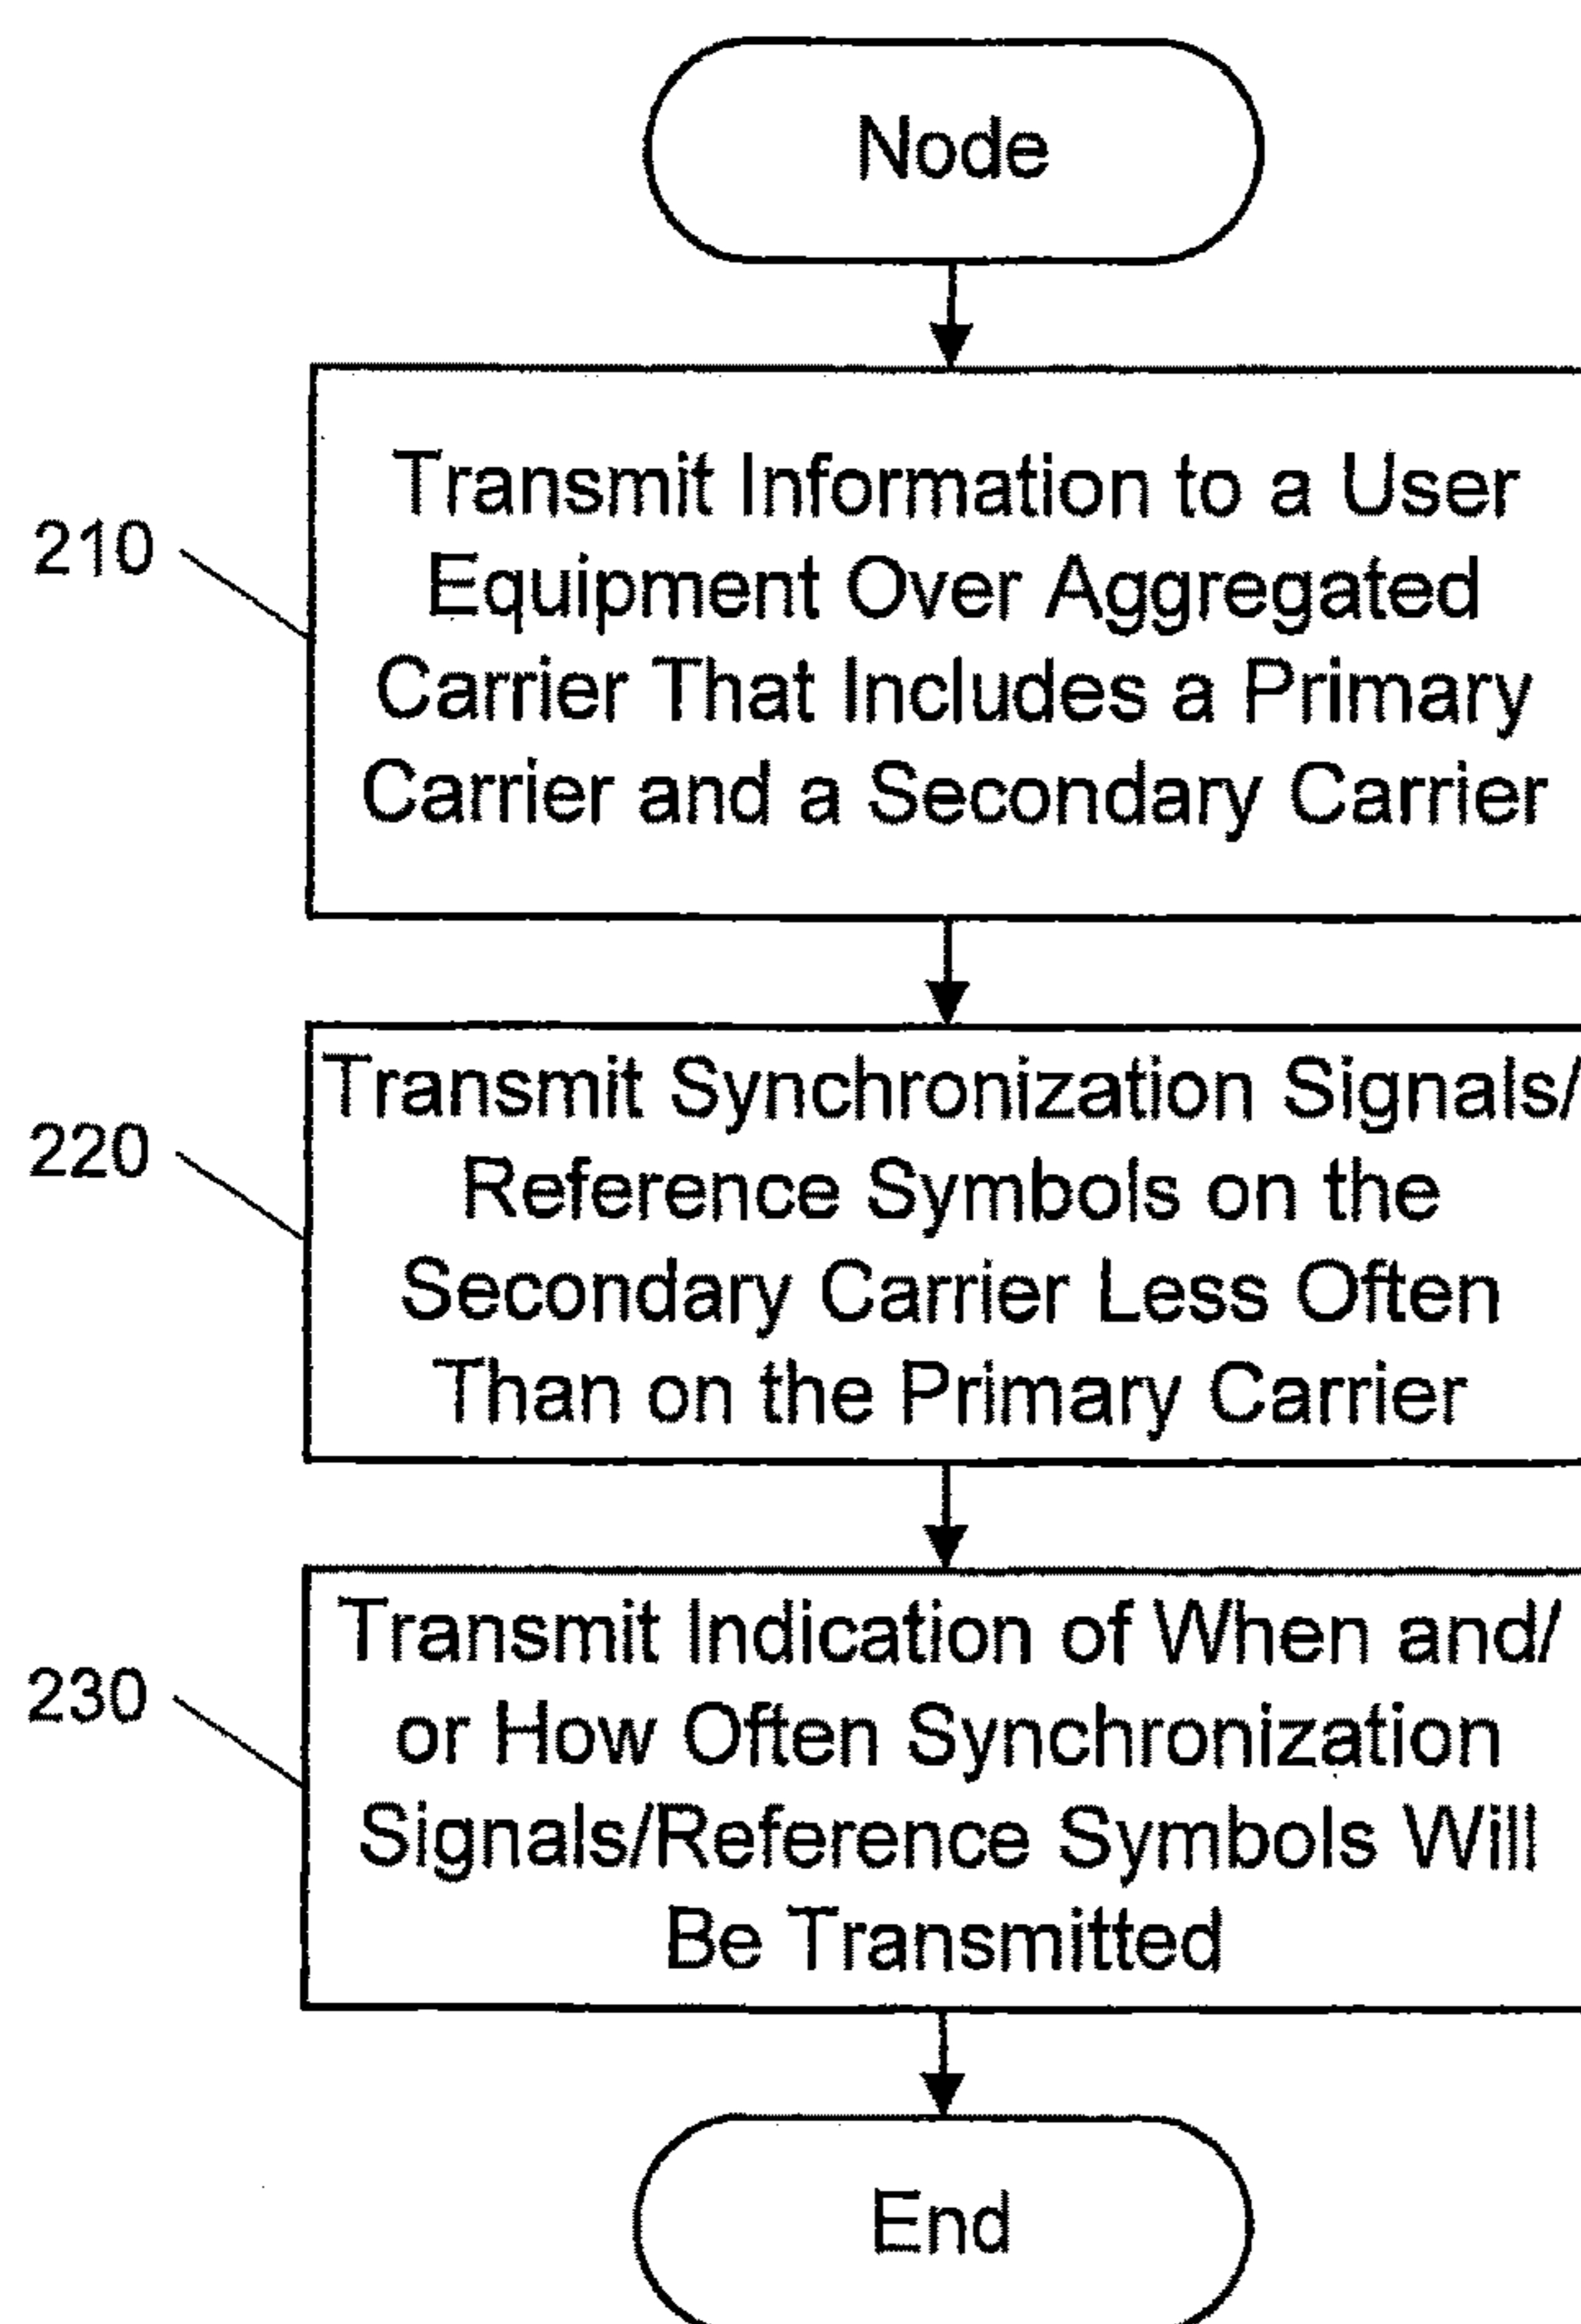 Node
210
Transmit Information to a User
Equipment Over Aggregated
Carrier That Includes a Primary
Carrier and a Secondary Carrier
220
Transmit Synchronization Signals/
Reference Symbols on the
Secondary Carrier Less Often
Than on the Primary Carrier
230
Transmit Indication of When and/
or How Often Synchronization
Signals/Reference Symbols Will
Be Transmitted
End